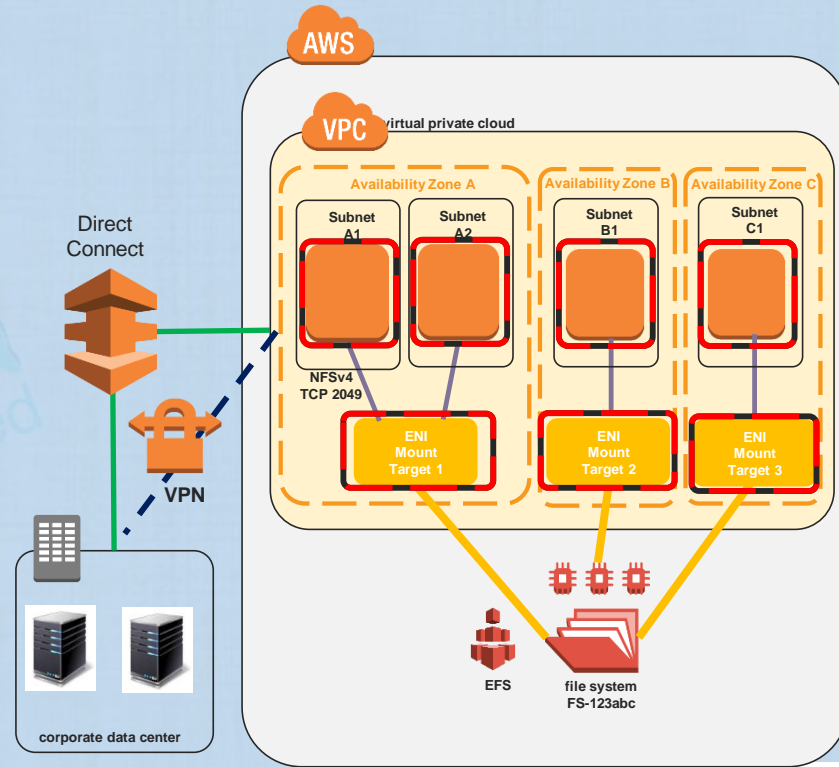 AWS
VPC
virtual private cloud
Availability Zone A
Availability Zone B
Availability Zone C
Subnet
A1
Subnet
A2
Subnet
B1
Subnet
C1
Direct
Connect
NFSv4
TCP 2049
ENI
Mount
Target 1
ENI
Mount
Target 2
ENI
Mount
Target 3
VPN
EFS
file system
FS-123abc
corporate data center